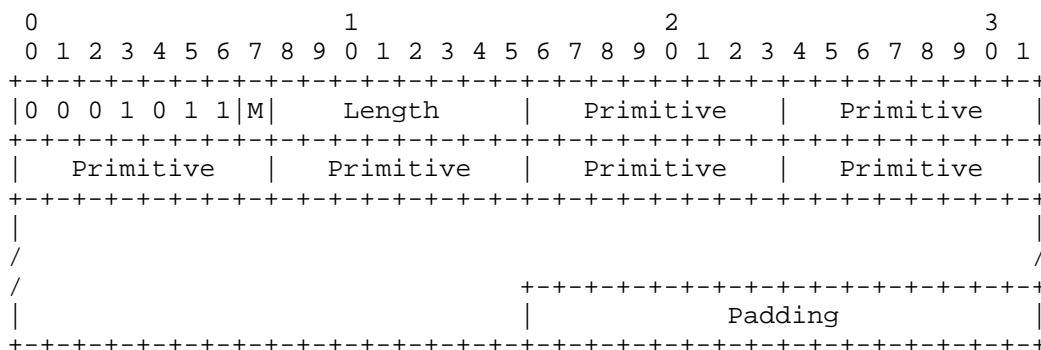 0                   1                   2                   3
 0 1 2 3 4 5 6 7 8 9 0 1 2 3 4 5 6 7 8 9 0 1 2 3 4 5 6 7 8 9 0 1
+-+-+-+-+-+-+-+-+-+-+-+-+-+-+-+-+-+-+-+-+-+-+-+-+-+-+-+-+-+-+-+-+
|0 0 0 1 0 1 1|M|    Length     |   Primitive   |   Primitive   |
+-+-+-+-+-+-+-+-+-+-+-+-+-+-+-+-+-+-+-+-+-+-+-+-+-+-+-+-+-+-+-+-+
|   Primitive   |   Primitive   |   Primitive   |   Primitive   |
+-+-+-+-+-+-+-+-+-+-+-+-+-+-+-+-+-+-+-+-+-+-+-+-+-+-+-+-+-+-+-+-+
|                                                               |
/                                                               /
/                               +-+-+-+-+-+-+-+-+-+-+-+-+-+-+-+-+
|                               |            Padding            |
+-+-+-+-+-+-+-+-+-+-+-+-+-+-+-+-+-+-+-+-+-+-+-+-+-+-+-+-+-+-+-+-+